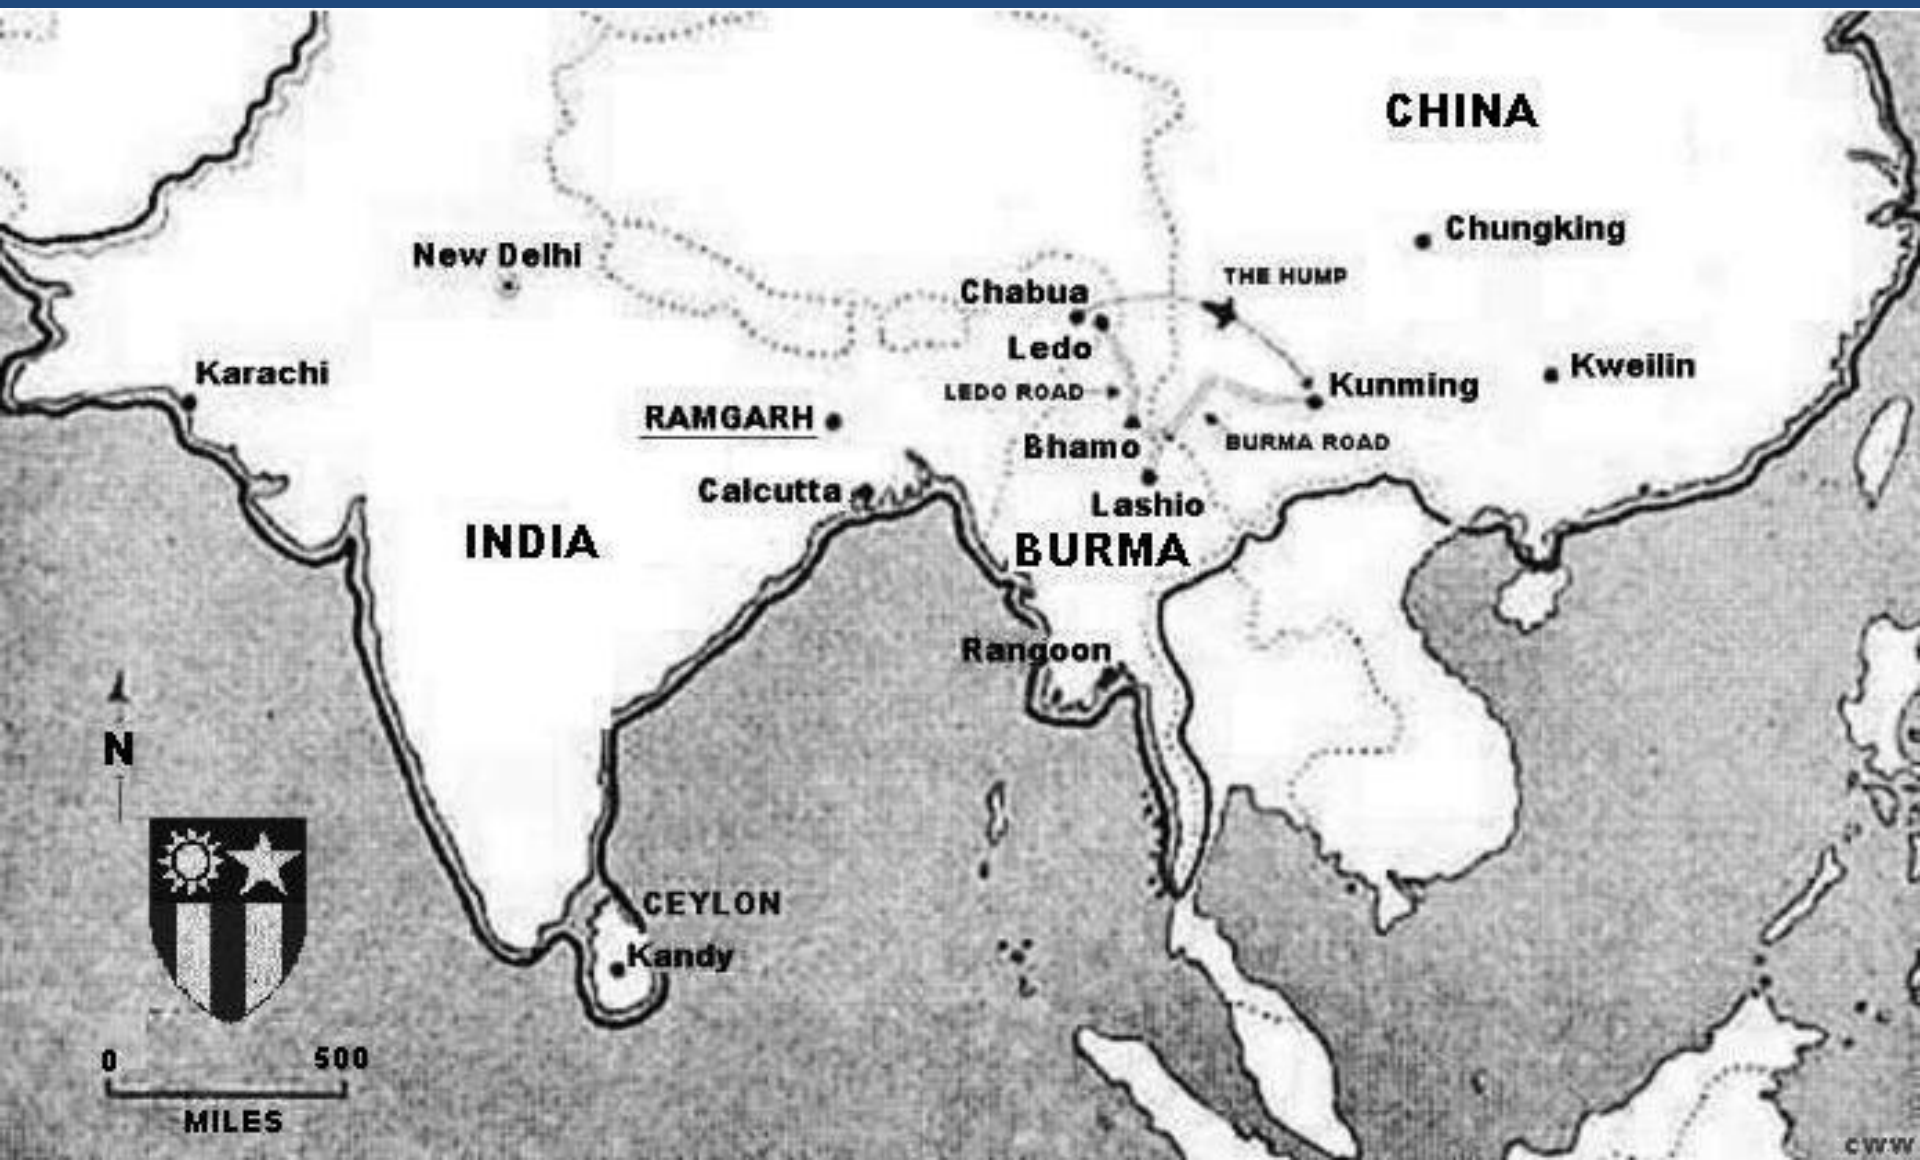 CHINA
Chungking
New Delhi
THE HUMP
Chabua
Ledo
Karachi
Kweilin
Kunming
LEDO ROAD
RAMGARH
BURMA ROAD
Bhamo
Calcutta
Lashio
INDIA
BURMA
Rangoon
N
CEYLON
Kandy
0 500
MILES
cww